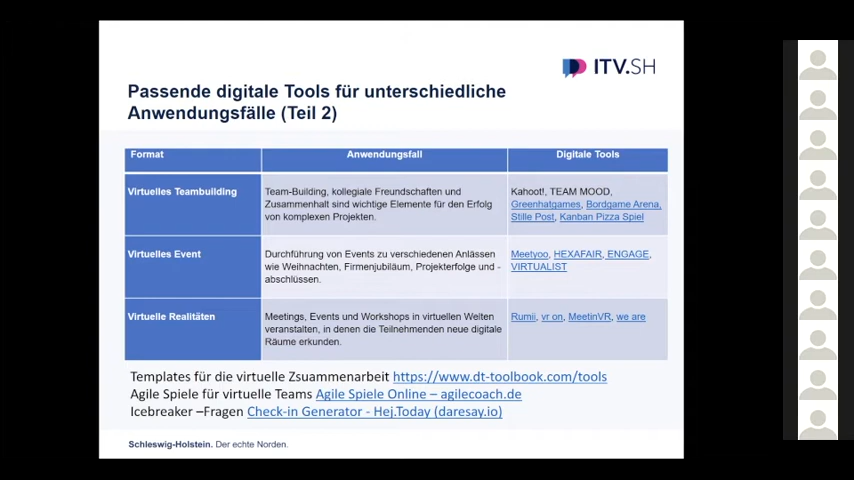 ITV.SH
Passende digitale Tools für unterschiedliche
Anwendungsfälle (Teil 2)
Format Anwendungsfall Digitale Tools
Virtuelles Teambuilding
Team-Building, kollegiale Freundschaften und
Zusammenhalt sind wichtige Elemente für den Erfolg
von komplexen Projekten.
Kahoot!, TEAM MOOD,
Greenhatgames, Bordgame Arena,
Stille Post, Kanban Pizza Spiel
Virtuelles Event
Durchführung von Events zu verschiedenen Anlässen
wie Weihnachten, Firmenjubiläum, Projekterfolge und -
abschlüssen.
Meetyoo, HEXAFAIR, ENGAGE,
VIRTUALIST
Virtuelle Realitäten
Meetings, Events und Workshops in virtuellen Welten
veranstalten, in denen die Teilnehmenden neue digitale
Räume erkunden.
Rumii, vr on, MeetinVR, we are
Templates für die virtuelle Zsuammenarbeit https://www.dt-toolbook.com/tools
Agile Spiele für virtuelle Teams Agile Spiele Online – agilecoach.de
Icebreaker –Fragen Check-in Generator - Hej.Today (daresay.io)
Schleswig-Holstein. Der echte Norden.